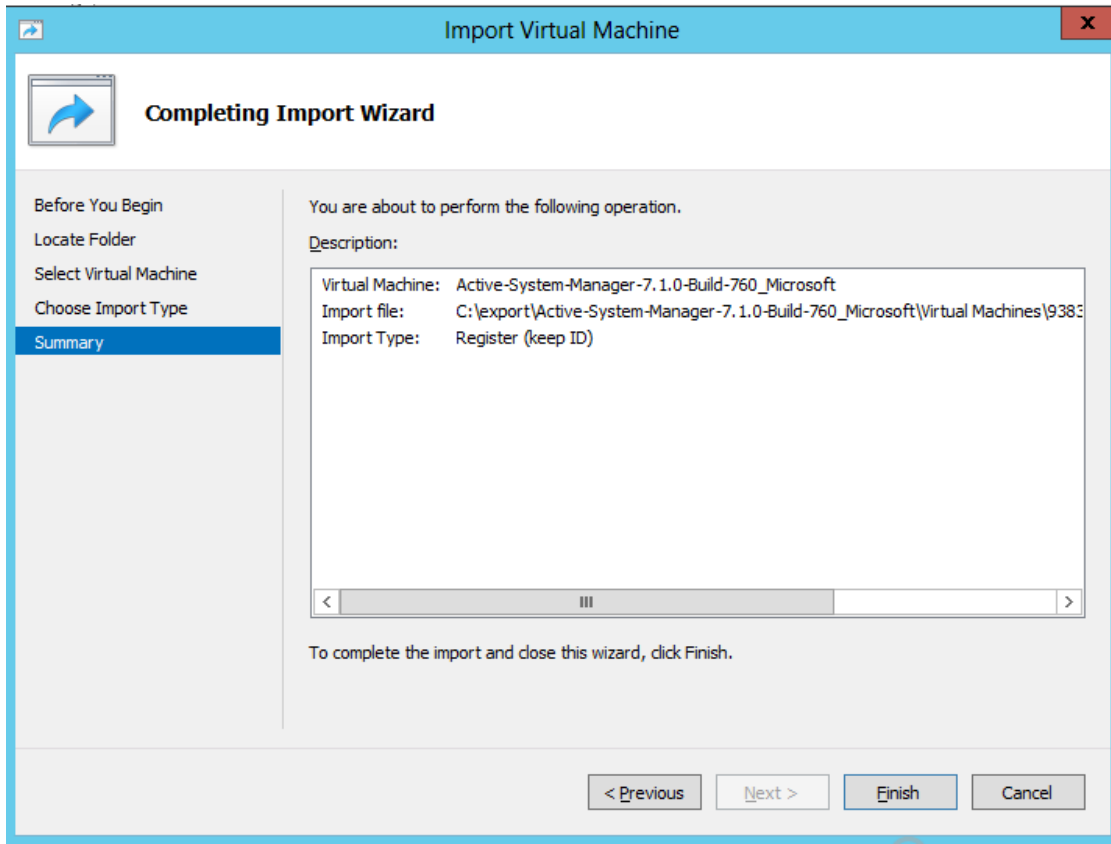 Import Virtual Machine
x
Completing Import Wizard
Before You Begin
Locate Folder
Select Virtual Machine
Choose Import Type
Summary
You are about to perform the following operation.
Description:
Virtual Machine: Active-System-Manager-7.1.0-Build-760_Microsoft
Import file: C:\export\Active-System-Manager-7.1.0-Build-760_Microsoft\Virtual Machines\9383
Import Type: Register (keep ID)
To complete the import and close this wizard, click Finish.
< Previous
Next >
Finish
Cancel